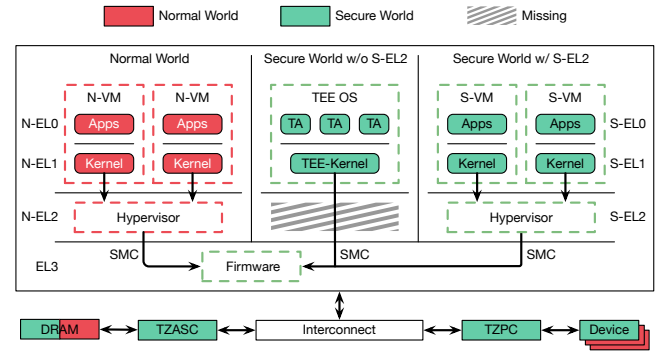 Normal World Secure World Missing
Normal World Secure World w/o S-EL2 Secure World w/ S-EL2
N-VM N-VM TEE OS S-VM S-VM
N-EL0 Apps Apps TA TA TA Apps Apps S-EL0
N-EL1 Kernel Kernel TEE-Kernel Kernel Kernel S-EL1
N-EL2 Hypervisor Hypervisor S-EL2
SMC SMC SMC
EL3 Firmware
DRAM TZASC Interconnect TZPC Device